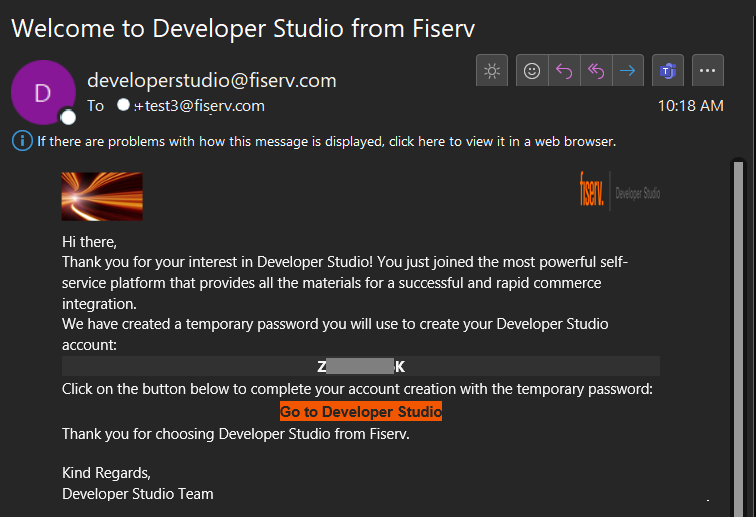 Welcome to Developer Studio from Fiserv
D
developerstudio@fiserv.com
To :+test3@fiserv.com
10:18 AM
If there are problems with how this message is displayed, click here to view it in a web browser.
fiserv. Developer Studio
Hi there,
Thank you for your interest in Developer Studio! You just joined the most powerful self-
service platform that provides all the materials for a successful and rapid commerce
integration.
We have created a temporary password you will use to create your Developer Studio
account:
Z K
Click on the button below to complete your account creation with the temporary password:
Go to Developer Studio
Thank you for choosing Developer Studio from Fiserv.
Kind Regards,
Developer Studio Team